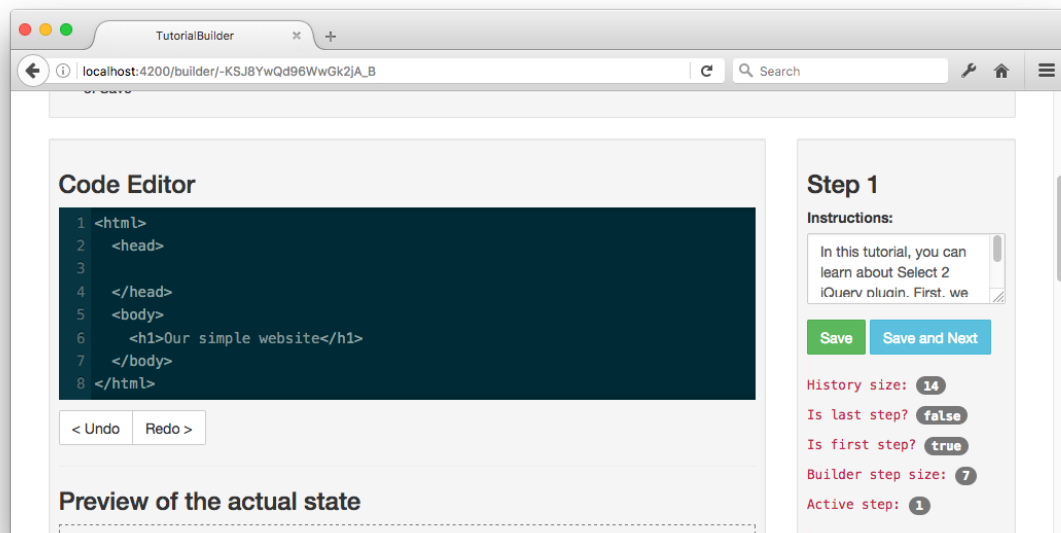 TutorialBuilder
localhost:4200/builder/-KSJ8YwQd96WwGk2jA_B
Search
Code Editor
1 <html>
2 <head>
3
4 </head>
5 <body>
6 <h1>Our simple website</h1>
7 </body>
8 </html>
< Undo
Redo >
Preview of the actual state
Step 1
Instructions:
In this tutorial, you can
learn about Select 2
jQuery plugin. First, we
Save
Save and Next
History size: 14
Is last step? false
Is first step? true
Builder step size: 7
Active step: 1